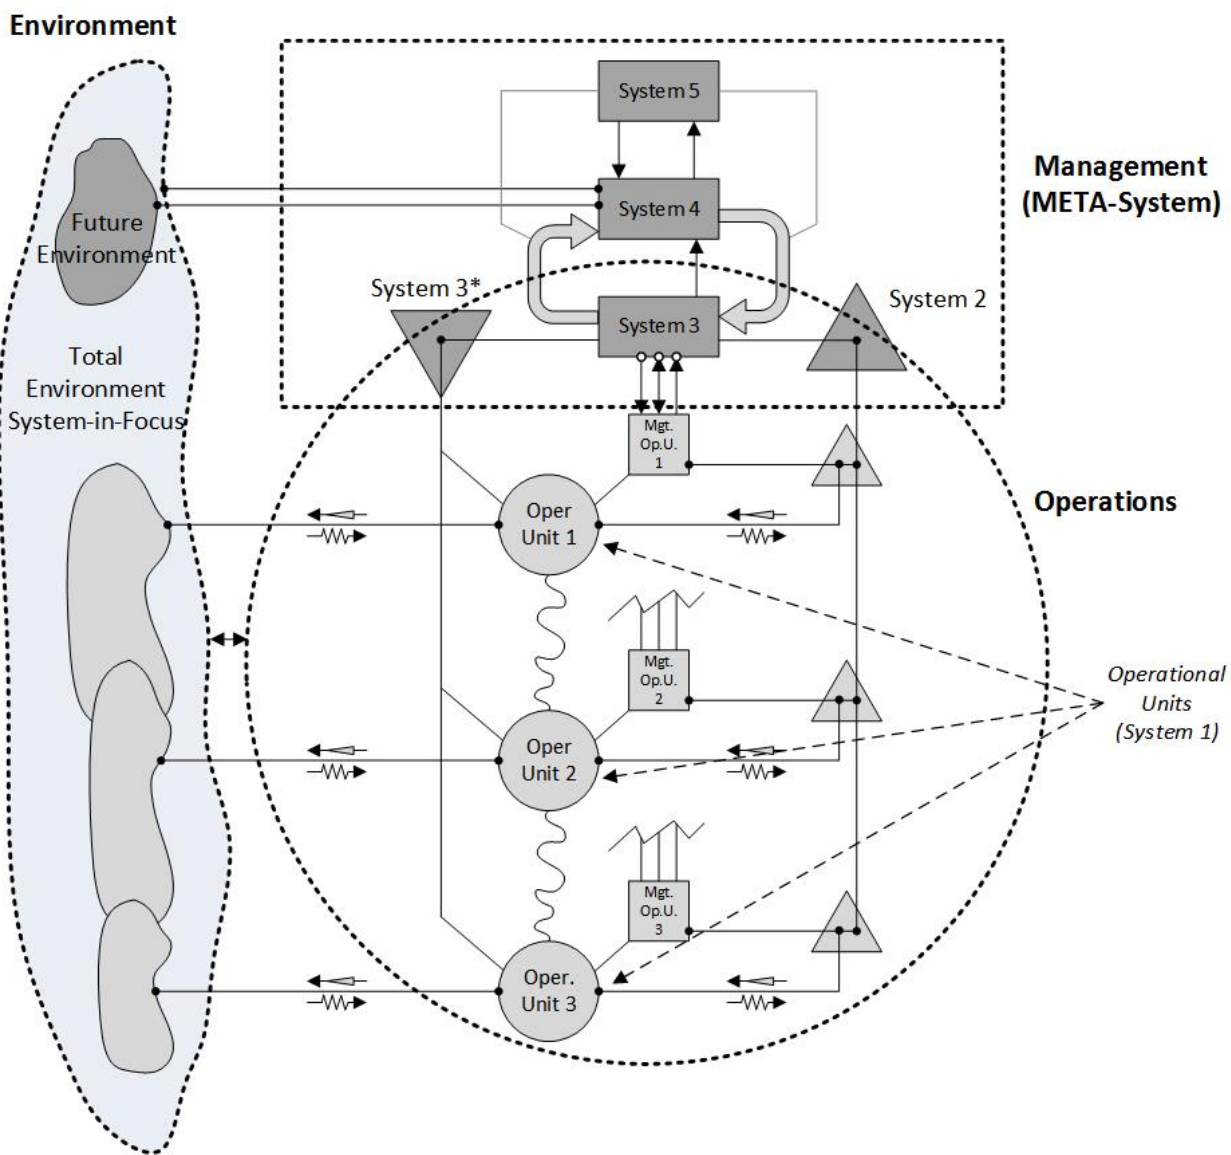 Environment
System 5
Management
(META-System)
System 4
Future
Environment
System 3*
System 2
System 3
Total
Environment
System-in-Focus
Mgt.
Op.U.
1
Operations
Oper
Unit 1
Mgt.
Op.U.
2
Operational
Units
(System 1)
Oper
Unit 2
Mgt.
Op.U.
3
Oper.
Unit 3